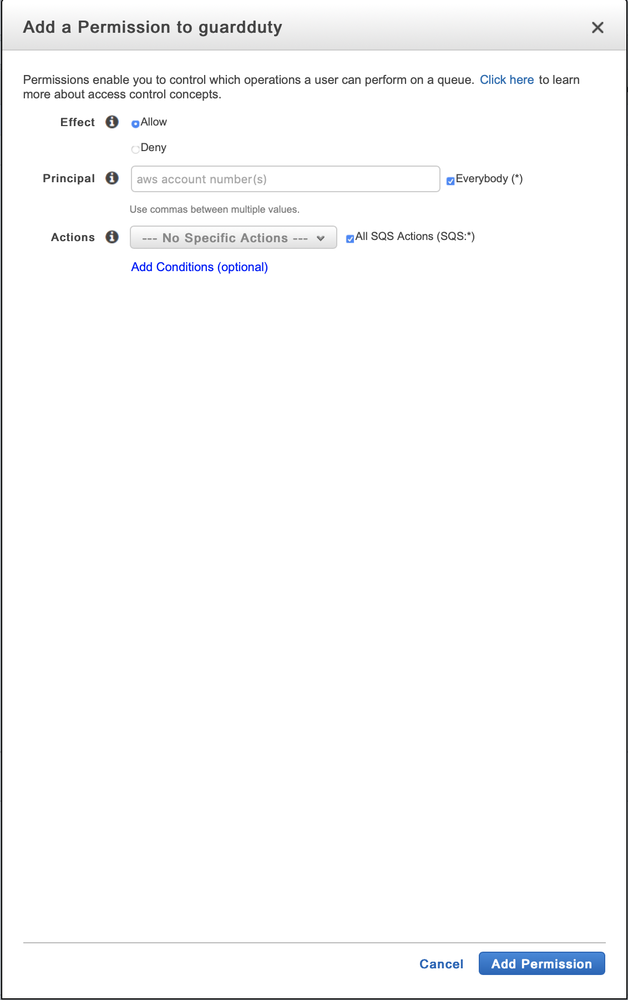 Add a Permission to guardduty
Permissions enable you to control which operations a user can perform on a queue. Click here to learn
more about access control concepts.
Effect Allow
Deny
Principal aws account number(s) Everybody (*)
Use commas between multiple values.
Actions --- No Specific Actions --- All SQS Actions (SQS:*)
Add Conditions (optional)
Cancel Add Permission